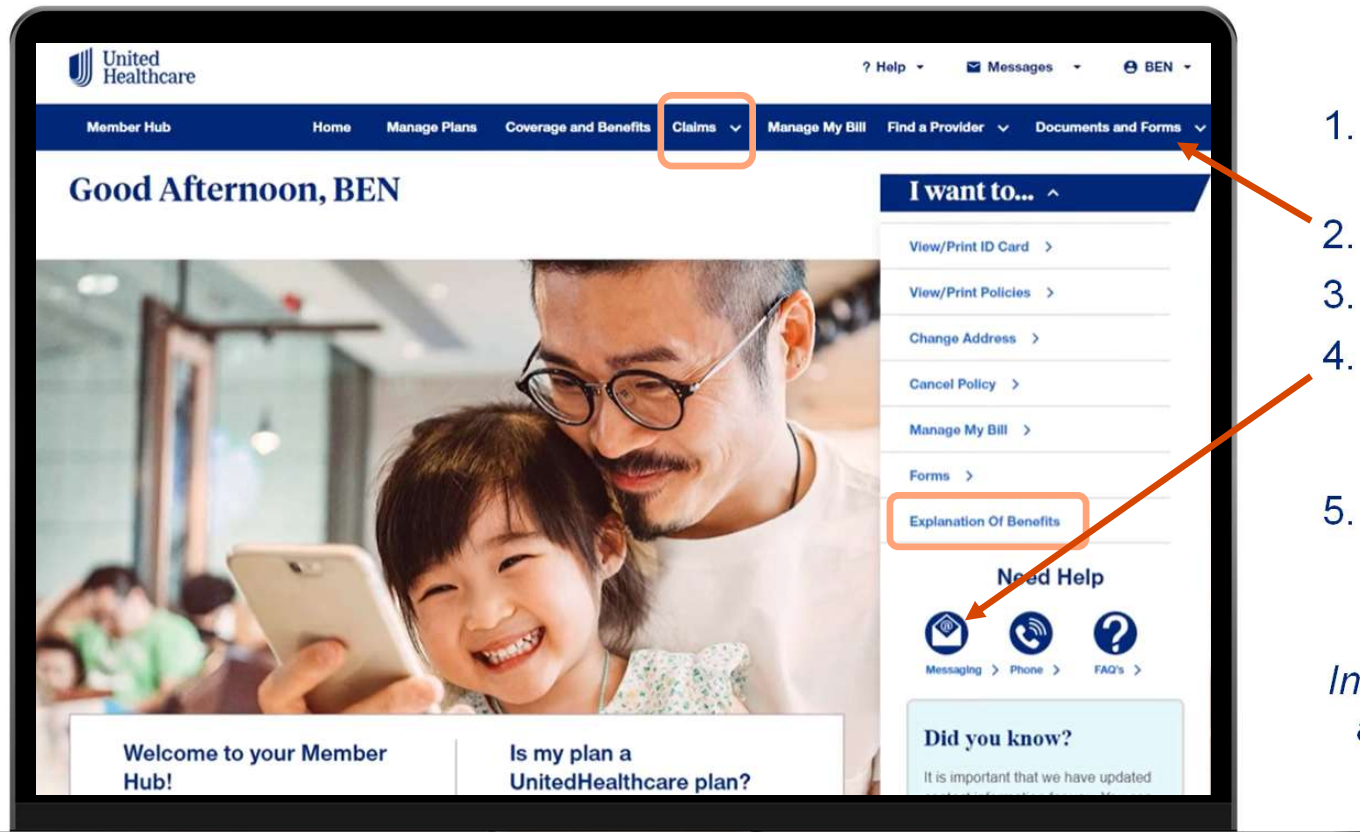 United
Healthcare
? Help
Messages
BEN
Member Hub
Home
Manage Plans
Coverage and Benefits
Claims
Manage My Bill
Find a Provider
Documents and Forms
Good Afternoon, BEN
I want to...
View/Print ID Card
View/Print Policies
Change Address
Cancel Policy
Manage My Bill
Forms
Explanation Of Benefits
Need Help
Messaging
Phone
FAQ's
Welcome to your Member
Hub!
Is my plan a
UnitedHealthcare plan?
Did you know?
It is important that we have updated
1.
2.
3.
4.
5.